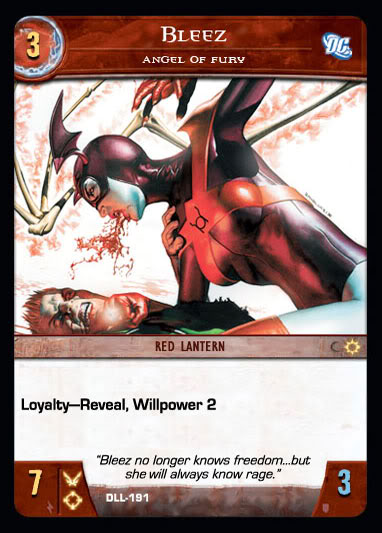 3
BLEEZ
DC
ANGEL OF FURY
RED LANTERN
Loyalty—Reveal, Willpower 2
“Bleez no longer knows freedom...but
she will always know rage.”
7
3
DLL-191